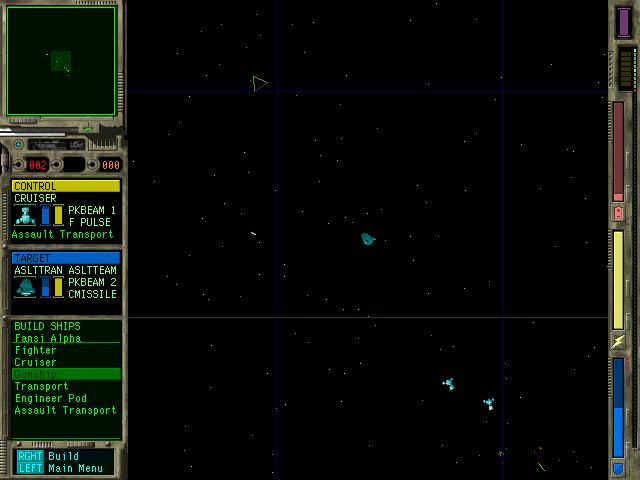 002 000
CONTROL
CRUISER
PKBEAM 1
F PULSE
Assault Transport
TARGET
ASLTTRAN ASLTTEAM
PKBEAM 2
CMISSILE
BUILD SHIPS
Fansi Alpha
Fighter
Cruiser
Gunship
Transport
Engineer Pod
Assault Transport
RGHT Build
LEFT Main Menu